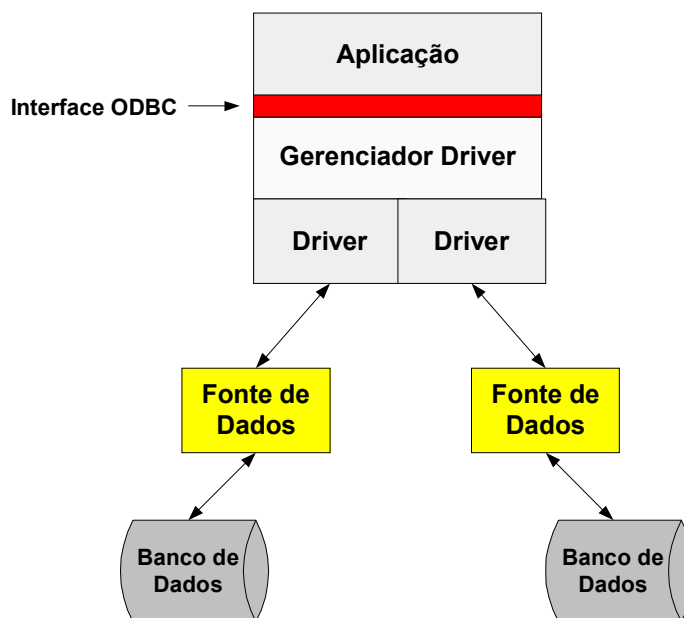 Aplicação
Interface ODBC
Gerenciador Driver
Driver
Driver
Fonte de
Dados
Fonte de
Dados
Banco de
Dados
Banco de
Dados